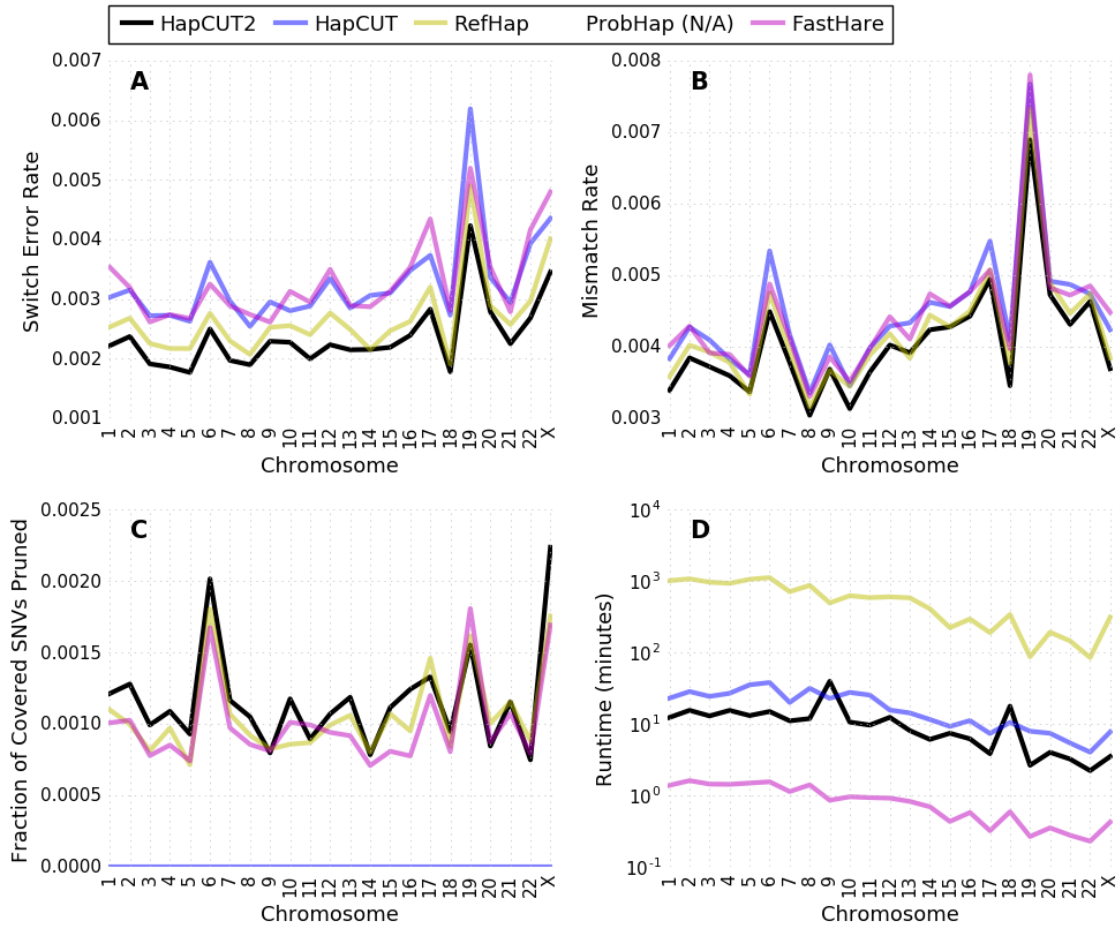 HapCUT2 HapCUT RefHap ProbHap (N/A) FastHare
A
0.007
0.006
0.005
0.004
0.003
0.002
0.001
Switch Error Rate
1 2 3 4 5 6 7 8 9 10 11 12 13 14 15 16 17 18 19 20 21 22 X
Chromosome
B
0.008
0.007
0.006
0.005
0.004
0.003
Mismatch Rate
1 2 3 4 5 6 7 8 9 10 11 12 13 14 15 16 17 18 19 20 21 22 X
Chromosome
C
0.0025
0.0020
0.0015
0.0010
0.0005
0.0000
Fraction of Covered SNVs Pruned
1 2 3 4 5 6 7 8 9 10 11 12 13 14 15 16 17 18 19 20 21 22 X
Chromosome
D
10⁴
10³
10²
10¹
10⁰
10⁻¹
Runtime (minutes)
1 2 3 4 5 6 7 8 9 10 11 12 13 14 15 16 17 18 19 20 21 22 X
Chromosome